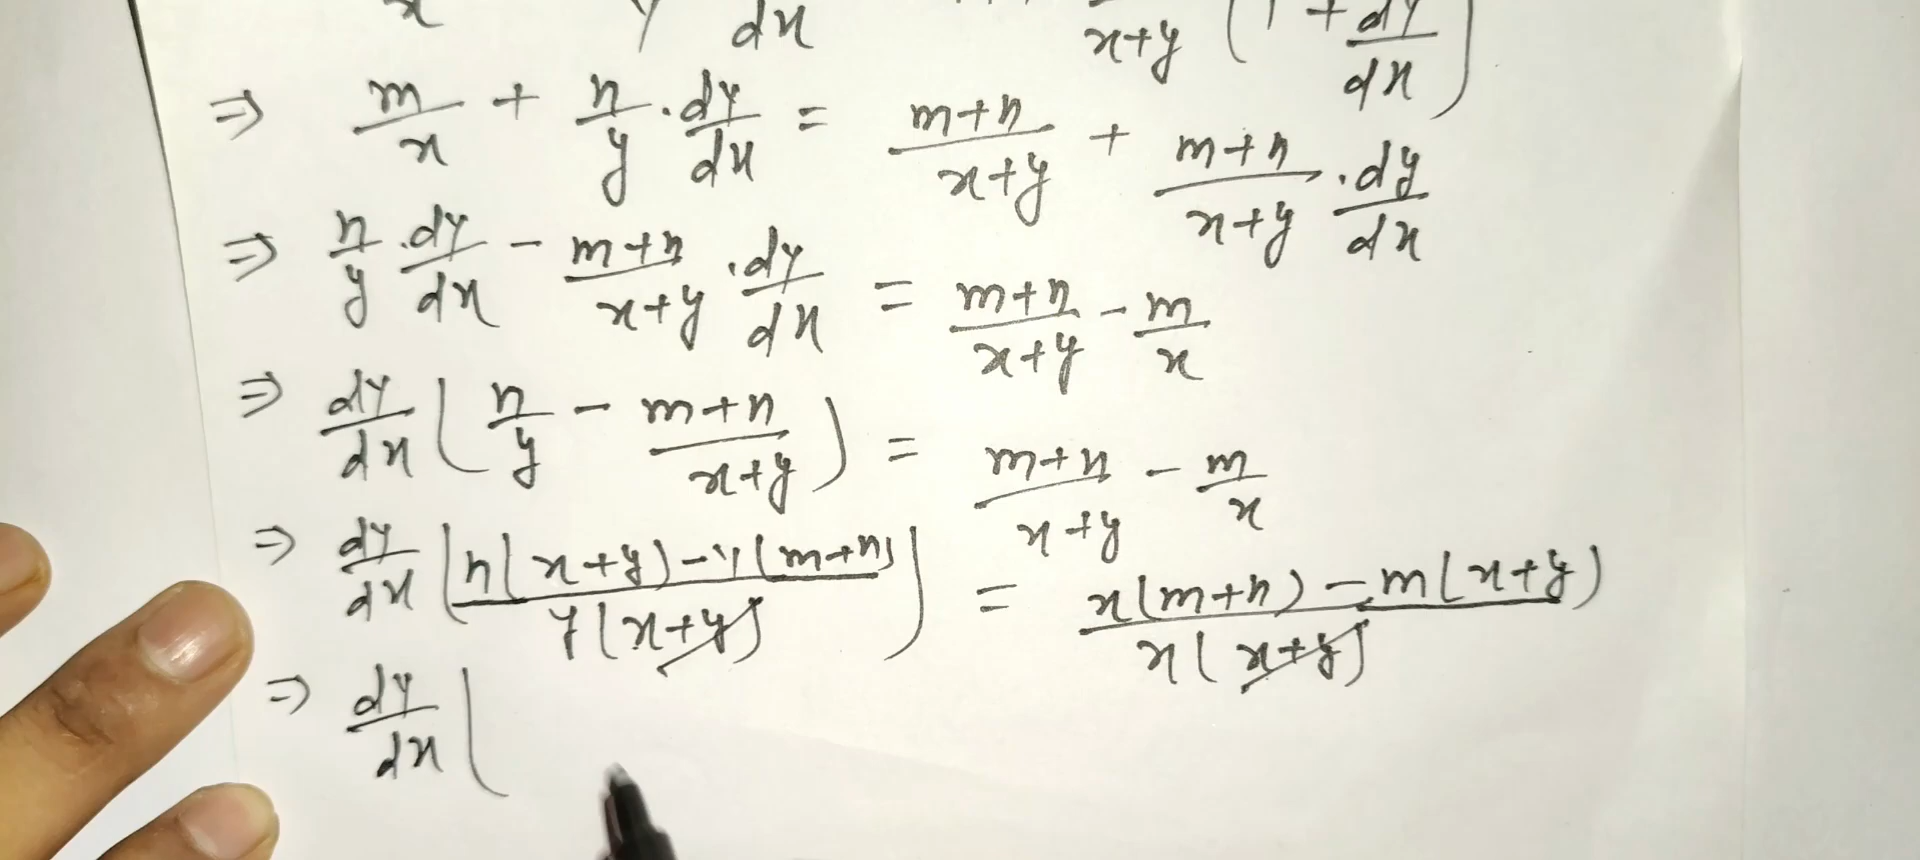 x y dx x+y (1 + dy/dx)
⇒ m/x + n/y · dy/dx = m+n/x+y + m+n/x+y · dy/dx
⇒ n/y · dy/dx - m+n/x+y · dy/dx = m+n/x+y - m/x
⇒ dy/dx ( n/y - m+n/x+y ) = m+n/x+y - m/x
⇒ dy/dx ( n(x+y) - y(m+n) / y(x+y) ) = x(m+n) - m(x+y) / x(x+y)
⇒ dy/dx (